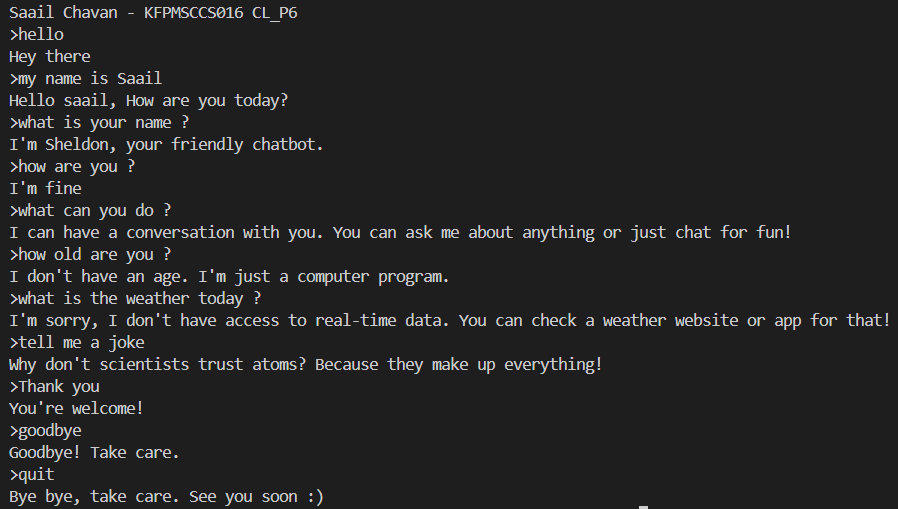 Saail Chavan - KFPMSCCS016 CL_P6
>hello
Hey there
>my name is Saail
Hello saail, How are you today?
>what is your name ?
I'm Sheldon, your friendly chatbot.
>how are you ?
I'm fine
>what can you do ?
I can have a conversation with you. You can ask me about anything or just chat for fun!
>how old are you ?
I don't have an age. I'm just a computer program.
>what is the weather today ?
I'm sorry, I don't have access to real-time data. You can check a weather website or app for that!
>tell me a joke
Why don't scientists trust atoms? Because they make up everything!
>Thank you
You're welcome!
>goodbye
Goodbye! Take care.
>quit
Bye bye, take care. See you soon :)